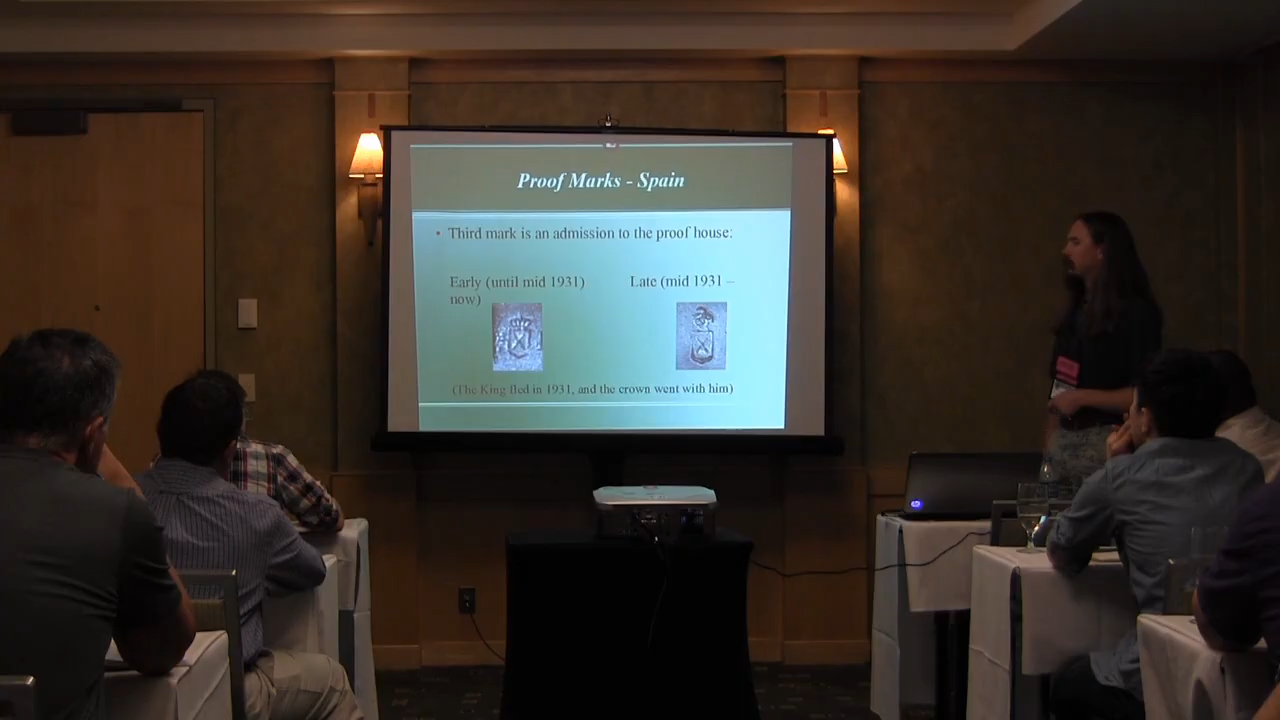 Proof Marks - Spain
• Third mark is an admission to the proof house:
Early (until mid 1931) Late (mid 1931 –
now)
(The King fled in 1931, and the crown went with him)